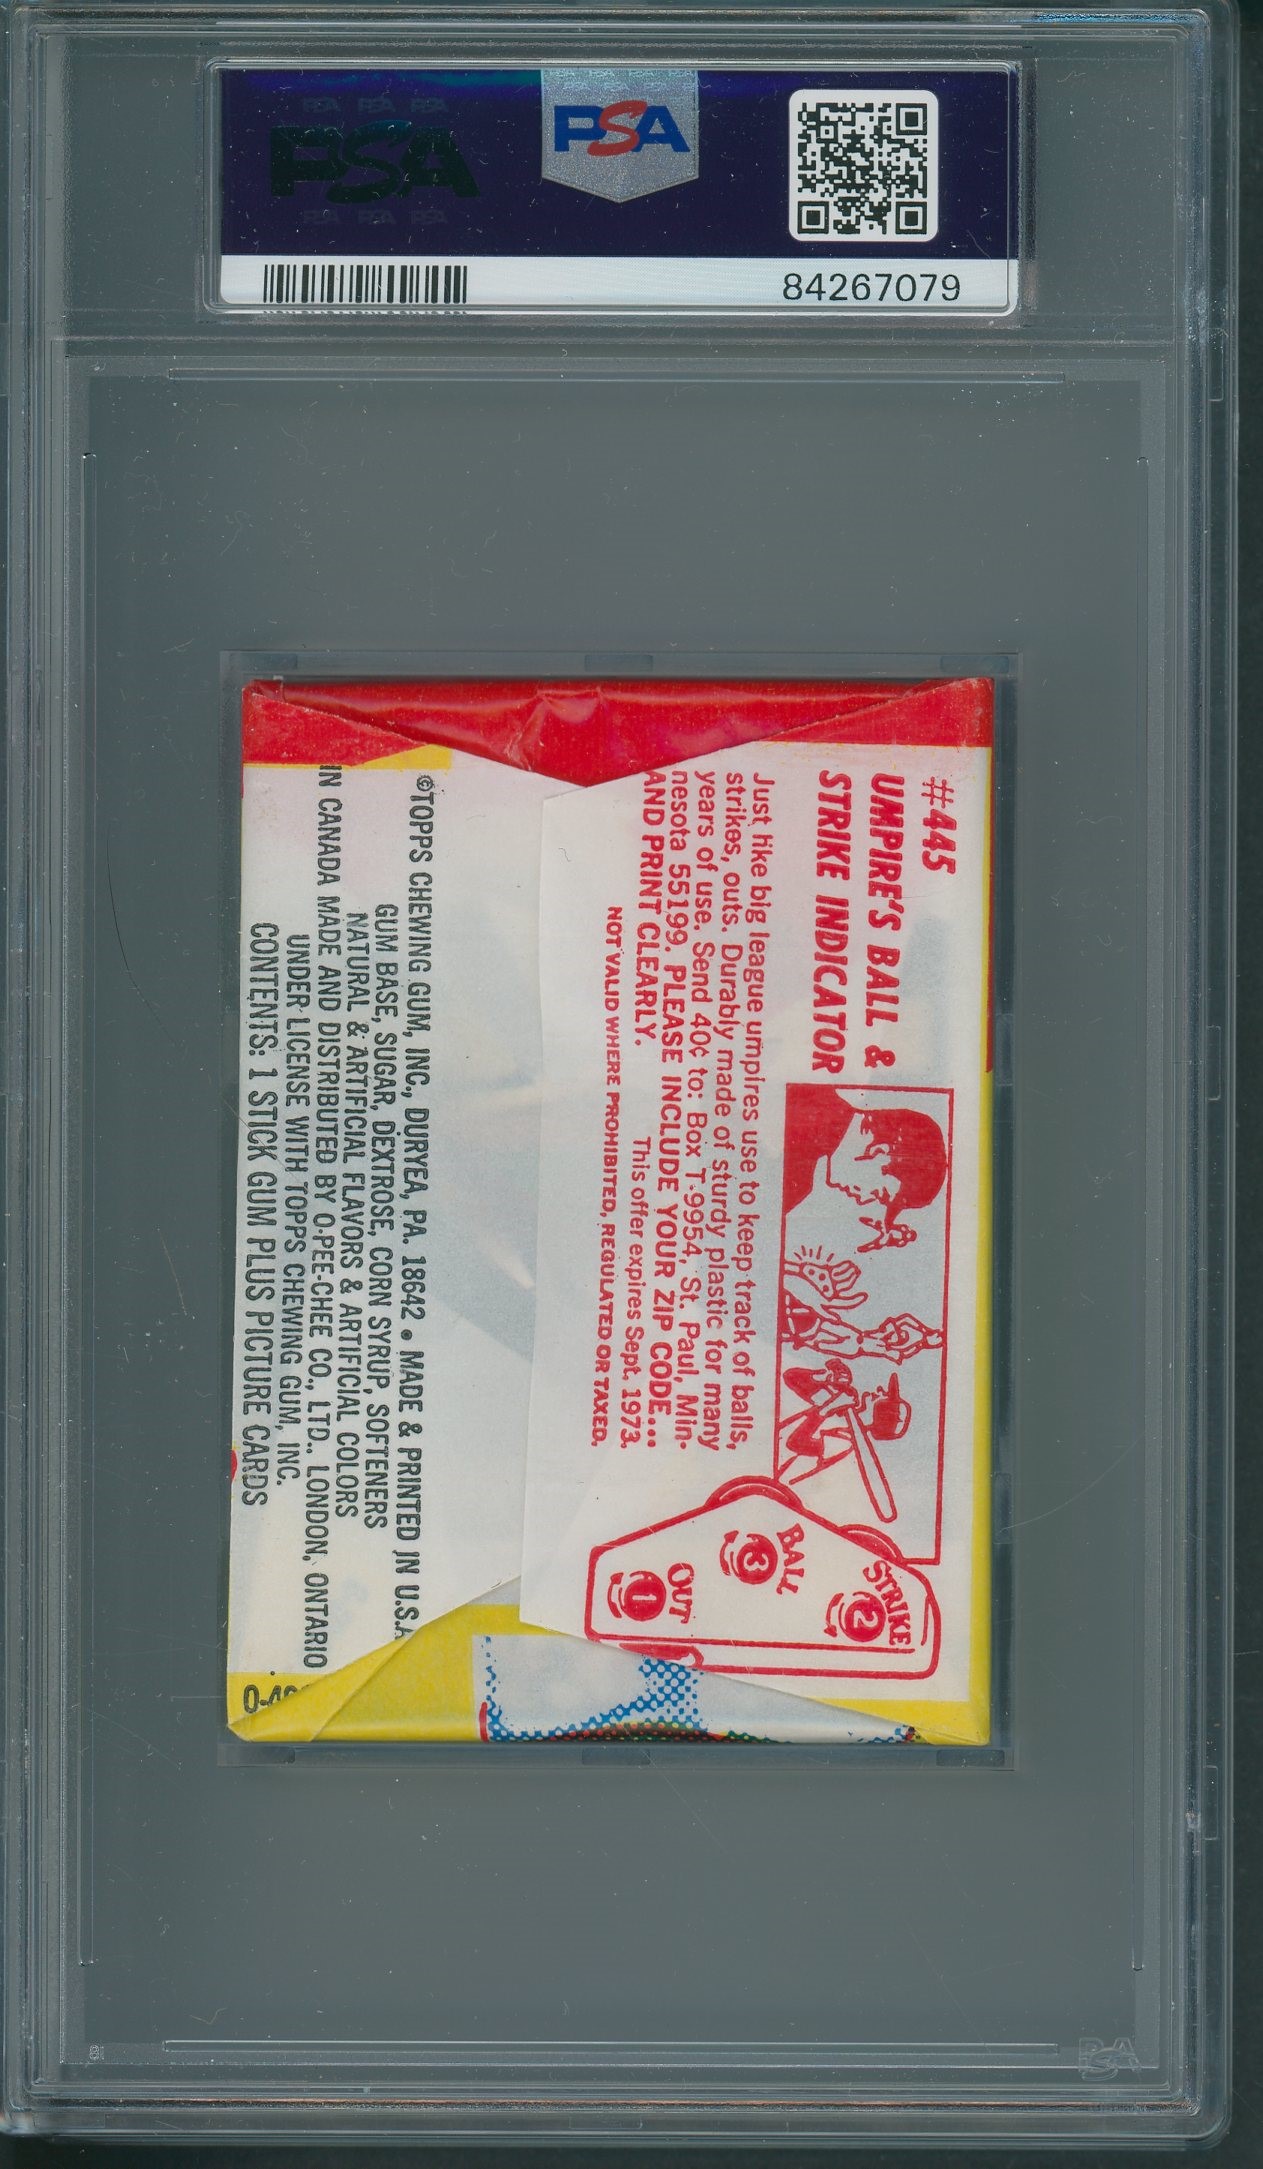 PSA
PSA
84267079
#445
UMPIRE'S BALL &
STRIKE INDICATOR
Just like big league umpires use to keep track of balls,
strikes, outs. Durably made of sturdy plastic for many
years of use. Send 40¢ to: Box T-9954, St. Paul, Min-
nesota 55199. PLEASE INCLUDE YOUR ZIP CODE...
AND PRINT CLEARLY. This offer expires Sept. 1973.
NOT VALID WHERE PROHIBITED, REGULATED OR TAXED.
STRIKE
2
BALL
3
OUT
1
©TOPPS CHEWING GUM, INC., DURYEA, PA. 18642 • MADE & PRINTED IN U.S.A
GUM BASE, SUGAR, DEXTROSE, CORN SYRUP, SOFTENERS
NATURAL & ARTIFICIAL FLAVORS & ARTIFICIAL COLORS
IN CANADA MADE AND DISTRIBUTED BY O-PEE-CHEE CO., LTD., LONDON, ONTARIO
UNDER LICENSE WITH TOPPS CHEWING GUM, INC.
CONTENTS: 1 STICK GUM PLUS PICTURE CARDS
PSA